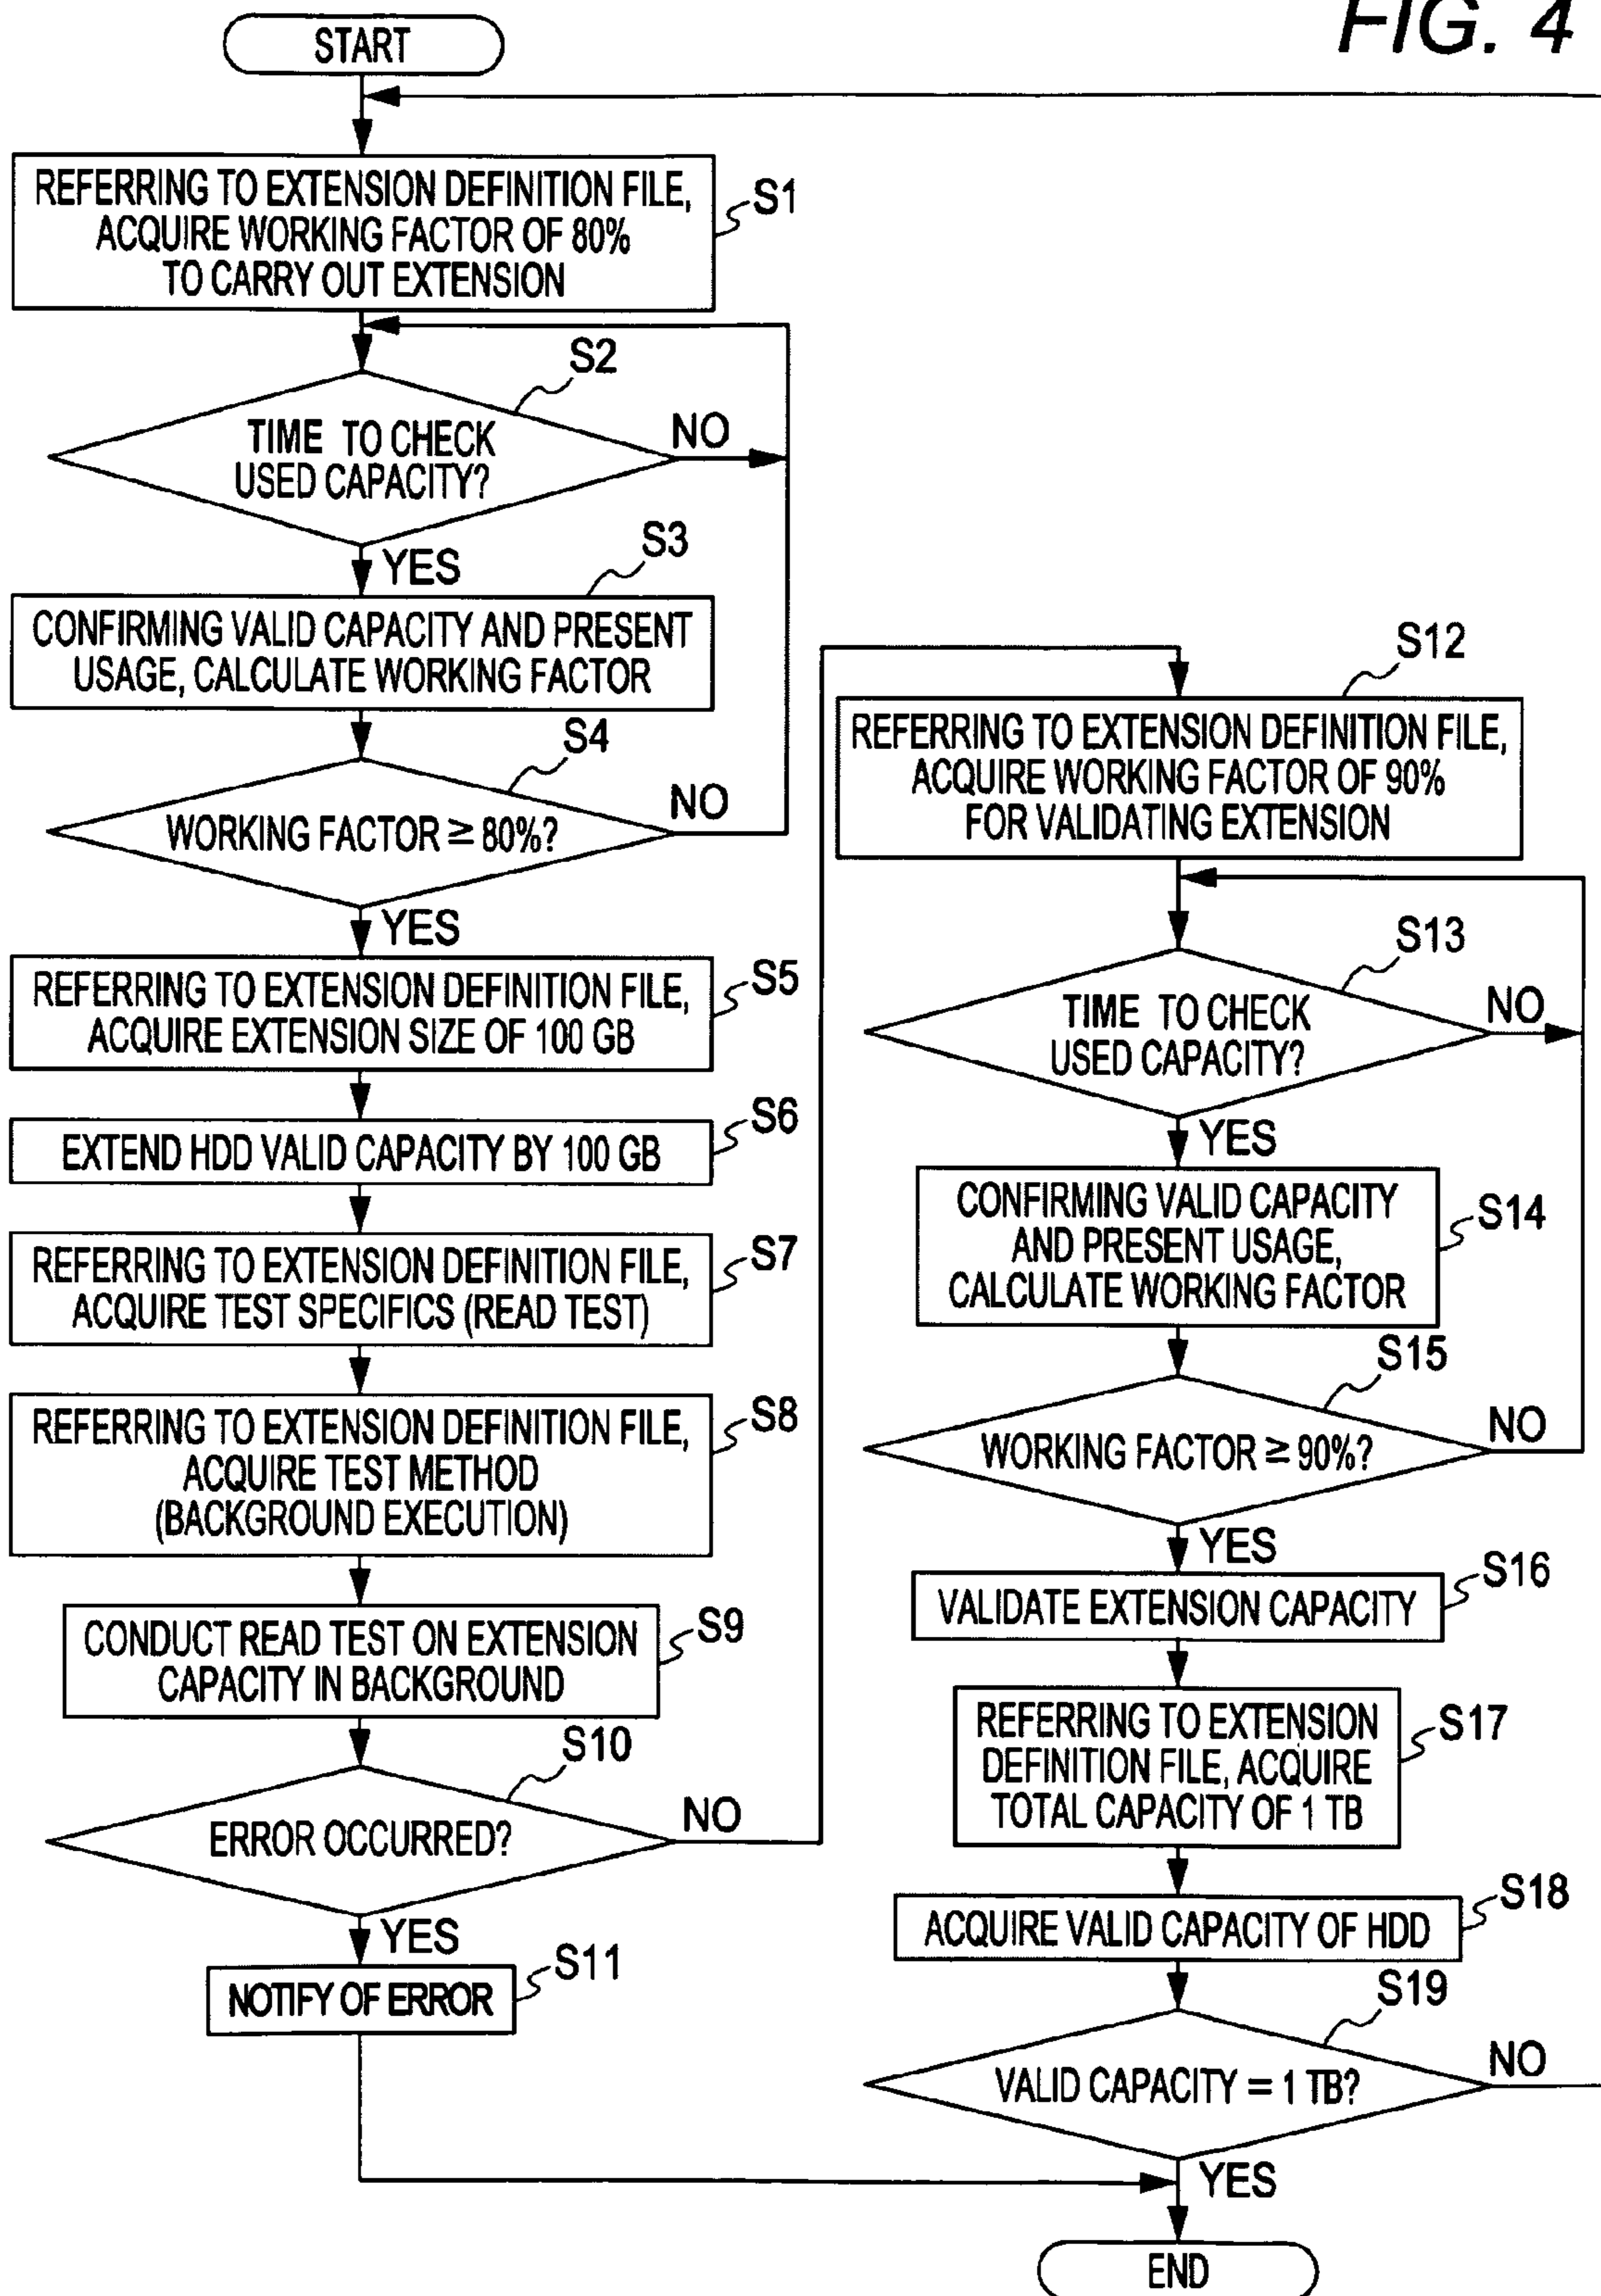 FIG. 4
START
REFERRING TO EXTENSION DEFINITION FILE,
ACQUIRE WORKING FACTOR OF 80%
TO CARRY OUT EXTENSION
S1
S2
TIME TO CHECK
USED CAPACITY?
NO
YES
S3
CONFIRMING VALID CAPACITY AND PRESENT
USAGE, CALCULATE WORKING FACTOR
S4
WORKING FACTOR ≥ 80%?
NO
YES
REFERRING TO EXTENSION DEFINITION FILE,
ACQUIRE EXTENSION SIZE OF 100 GB
S5
EXTEND HDD VALID CAPACITY BY 100 GB
S6
REFERRING TO EXTENSION DEFINITION FILE,
ACQUIRE TEST SPECIFICS (READ TEST)
S7
REFERRING TO EXTENSION DEFINITION FILE,
ACQUIRE TEST METHOD
(BACKGROUND EXECUTION)
S8
CONDUCT READ TEST ON EXTENSION
CAPACITY IN BACKGROUND
S9
S10
ERROR OCCURRED?
NO
YES
NOTIFY OF ERROR
S11
S12
REFERRING TO EXTENSION DEFINITION FILE,
ACQUIRE WORKING FACTOR OF 90%
FOR VALIDATING EXTENSION
S13
TIME TO CHECK
USED CAPACITY?
NO
YES
CONFIRMING VALID CAPACITY
AND PRESENT USAGE,
CALCULATE WORKING FACTOR
S14
S15
WORKING FACTOR ≥ 90%?
NO
YES
VALIDATE EXTENSION CAPACITY
S16
REFERRING TO EXTENSION
DEFINITION FILE, ACQUIRE
TOTAL CAPACITY OF 1 TB
S17
ACQUIRE VALID CAPACITY OF HDD
S18
S19
VALID CAPACITY = 1 TB?
NO
YES
END